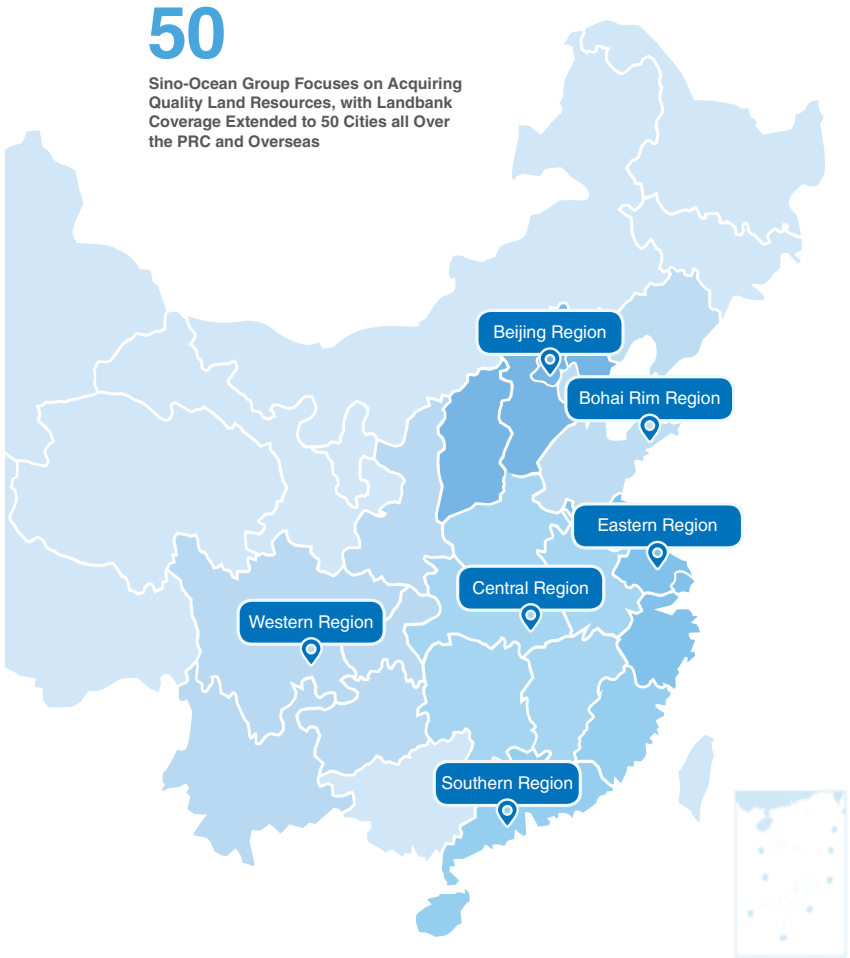 50
Sino-Ocean Group Focuses on Acquiring
Quality Land Resources, with Landbank
Coverage Extended to 50 Cities all Over
the PRC and Overseas
Beijing Region
Bohai Rim Region
Eastern Region
Central Region
Western Region
Southern Region